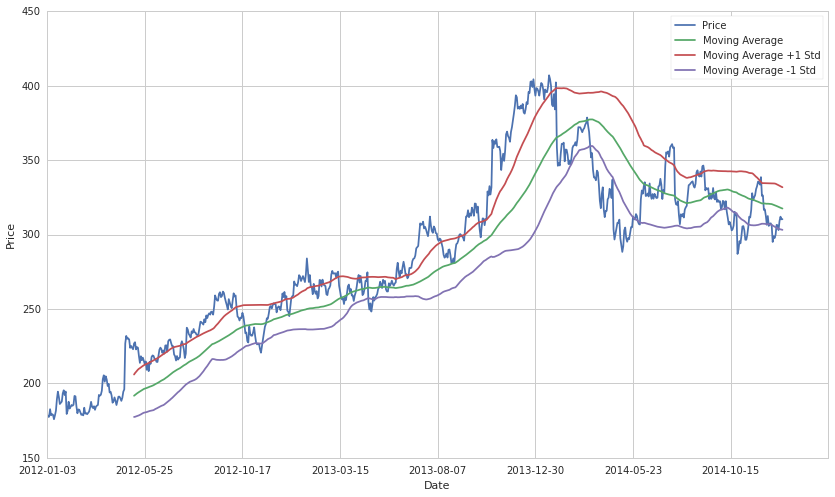 450
400
350
300
250
200
150
Price
2012-01-03
2012-05-25
2012-10-17
2013-03-15
2013-08-07
2013-12-30
2014-05-23
2014-10-15
Date
Price
Moving Average
Moving Average +1 Std
Moving Average -1 Std